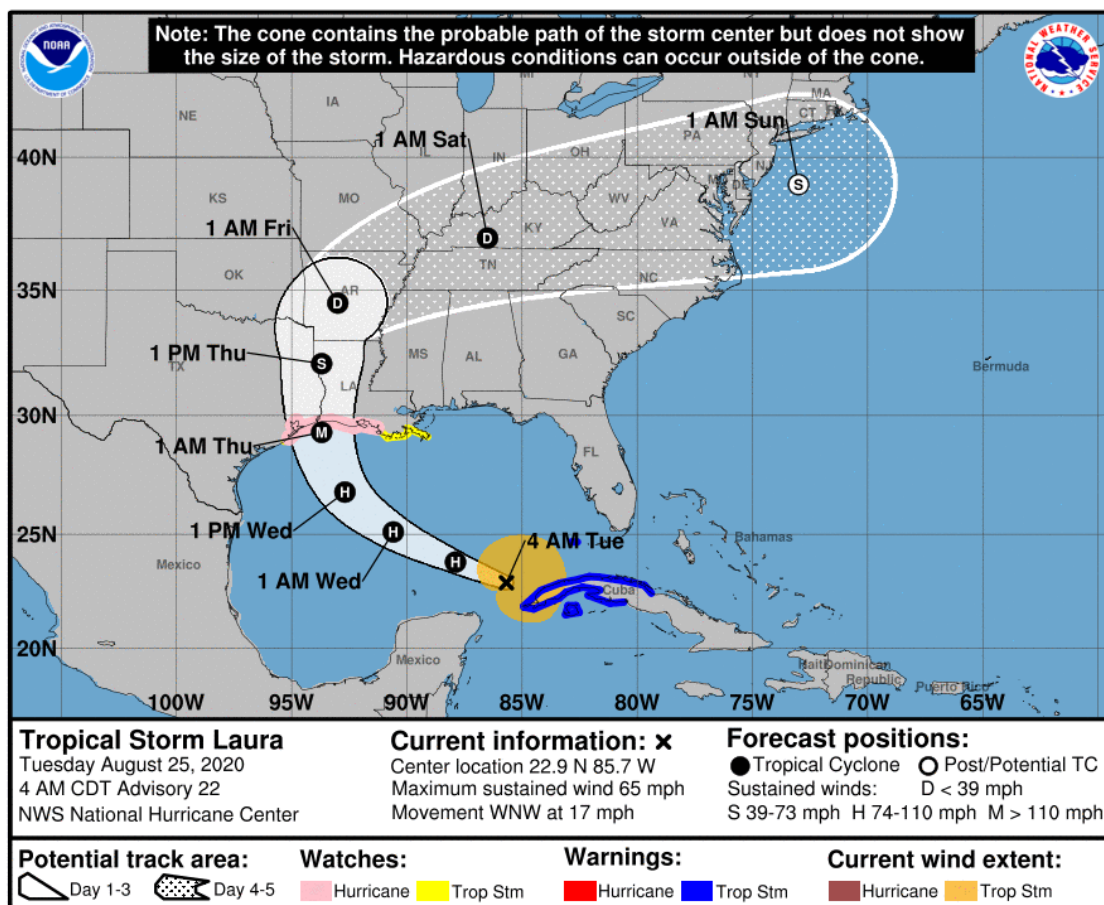 Note: The cone contains the probable path of the storm center but does not show
the size of the storm. Hazardous conditions can occur outside of the cone.
NOAA
NATIONAL WEATHER SERVICE
MI
NY
MA
NE
IA
CT
RI
1 AM Sat
1 AM Sun
PA
40N
IL
IN
OH
NJ
MD
DE
KS
MO
WV
KY
VA
1 AM Fri
OK
TN
NC
35N
AR
SC
1 PM Thu
TX
MS
AL
GA
Bermuda
LA
30N
1 AM Thu
FL
1 PM Wed
25N
4 AM Tue
Bahamas
Mexico
1 AM Wed
Cuba
20N
Mexico
Haiti
Dominican
Republic
Puerto Rico
100W
95W
90W
85W
80W
75W
70W
65W
D
S
D
S
M
H
H
H
Tropical Storm Laura
Tuesday August 25, 2020
4 AM CDT Advisory 22
NWS National Hurricane Center
Current information: ×
Center location 22.9 N 85.7 W
Maximum sustained wind 65 mph
Movement WNW at 17 mph
Forecast positions:
Tropical Cyclone Post/Potential TC
Sustained winds: D < 39 mph
S 39-73 mph H 74-110 mph M > 110 mph
Potential track area:
Day 1-3 Day 4-5
Watches:
Hurricane Trop Stm
Warnings:
Hurricane Trop Stm
Current wind extent:
Hurricane Trop Stm